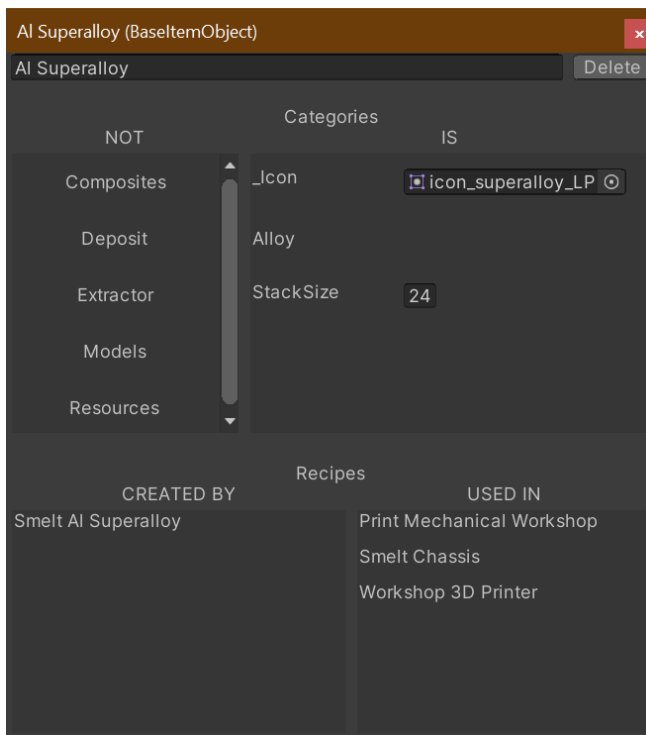 Al Superalloy (BaseItemObject)
Al Superalloy Delete
Categories
NOT IS
Composites
Deposit
Extractor
Models
Resources
_Icon icon_superalloy_LP
Alloy
StackSize 24
Recipes
CREATED BY USED IN
Smelt Al Superalloy
Print Mechanical Workshop
Smelt Chassis
Workshop 3D Printer